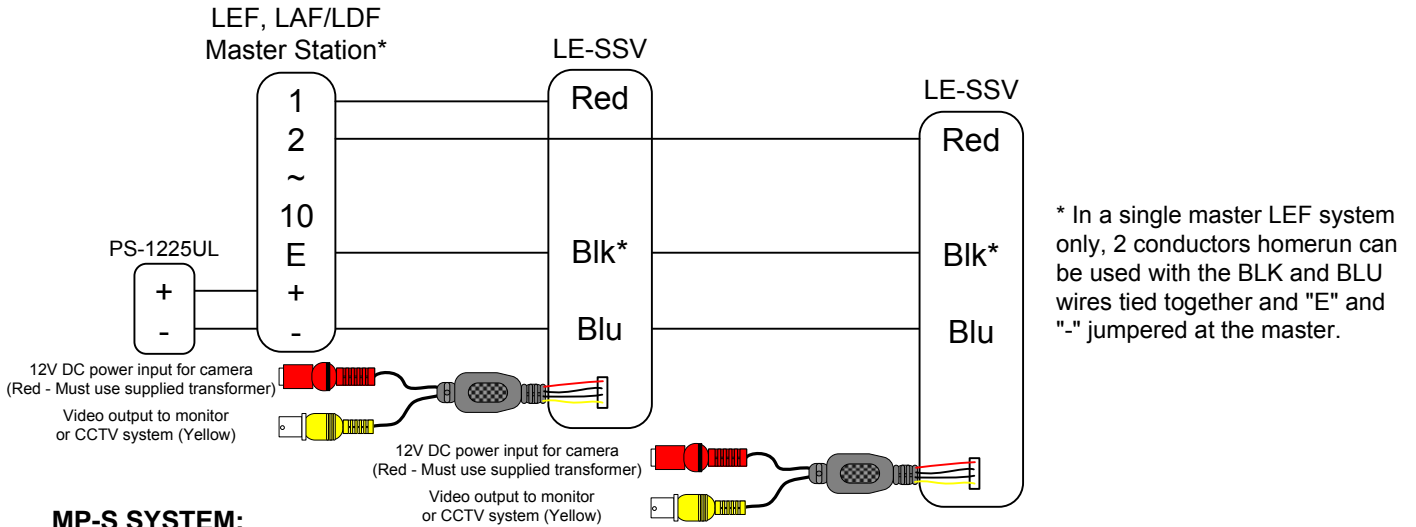 LEF, LAF/LDF
Master Station*
LE-SSV
LE-SSV
1
2
~
10
E
+
-
Red
Blk*
Blu
Red
Blk*
Blu
PS-1225UL
+
-
* In a single master LEF system
only, 2 conductors homerun can
be used with the BLK and BLU
wires tied together and "E" and
"-" jumpered at the master.
12V DC power input for camera
(Red - Must use supplied transformer)
Video output to monitor
or CCTV system (Yellow)
12V DC power input for camera
(Red - Must use supplied transformer)
Video output to monitor
or CCTV system (Yellow)
MP-S SYSTEM: